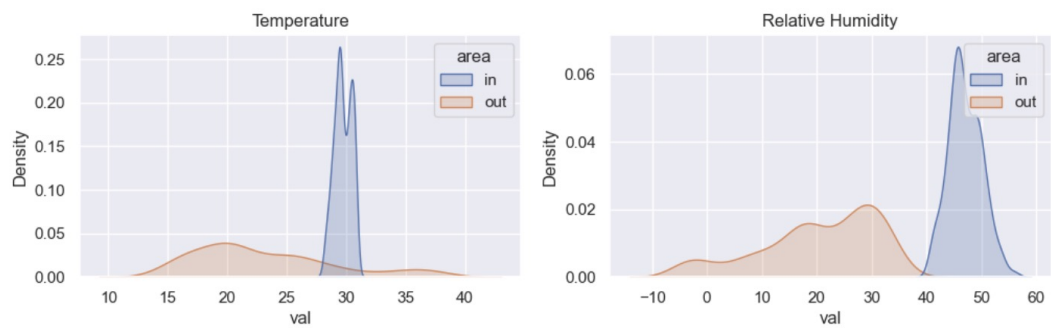 Temperature
Density
0.25
0.20
0.15
0.10
0.05
0.00
10 15 20 25 30 35 40
val
area
in
out
Relative Humidity
Density
0.06
0.04
0.02
0.00
−10 0 10 20 30 40 50 60
val
area
in
out